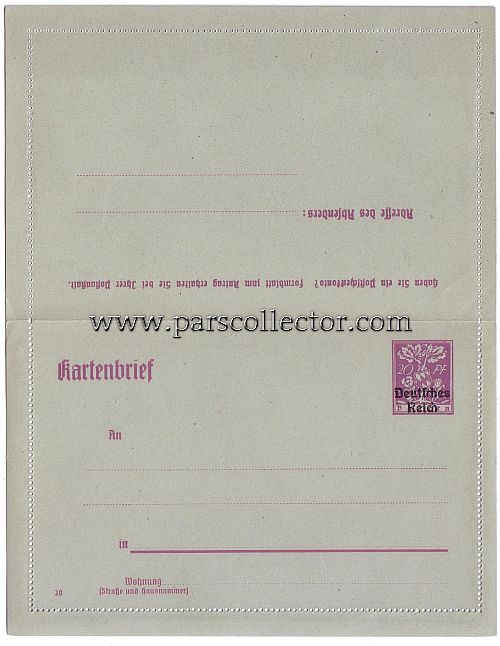 Adresse des Absenders:
Haben Sie ein Postscheckkonto? Formblatt zum Antrag erhalten Sie bei Ihrer Postanstalt.
www.parscollector.com
Kartenbrief
20 Pf
Deutsches
Reich
An
in
Wohnung
(Straße und Hausnummer)
20